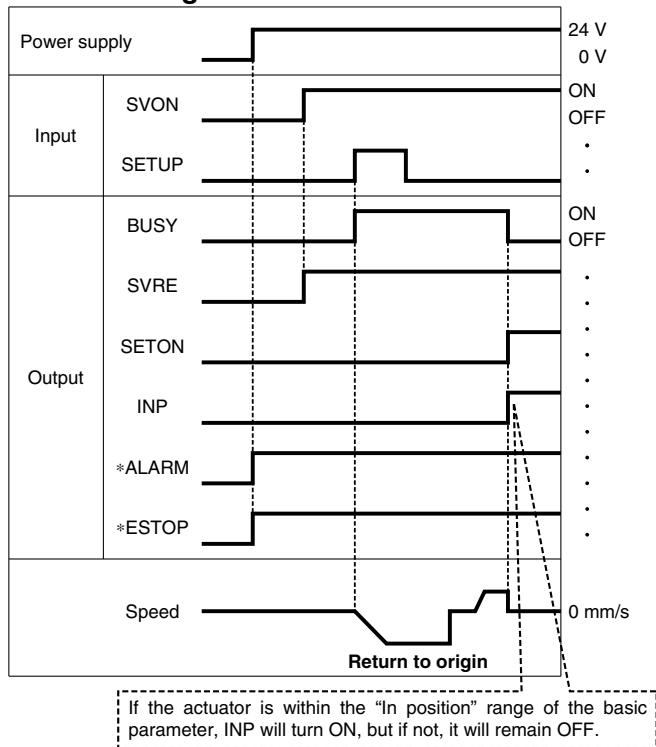 Power supply
24 V
0 V
Input
SVON
ON
OFF
SETUP
Output
BUSY
ON
OFF
SVRE
SETON
INP
*ALARM
*ESTOP
Speed
0 mm/s
Return to origin
If the actuator is within the “In position” range of the basic
parameter, INP will turn ON, but if not, it will remain OFF.